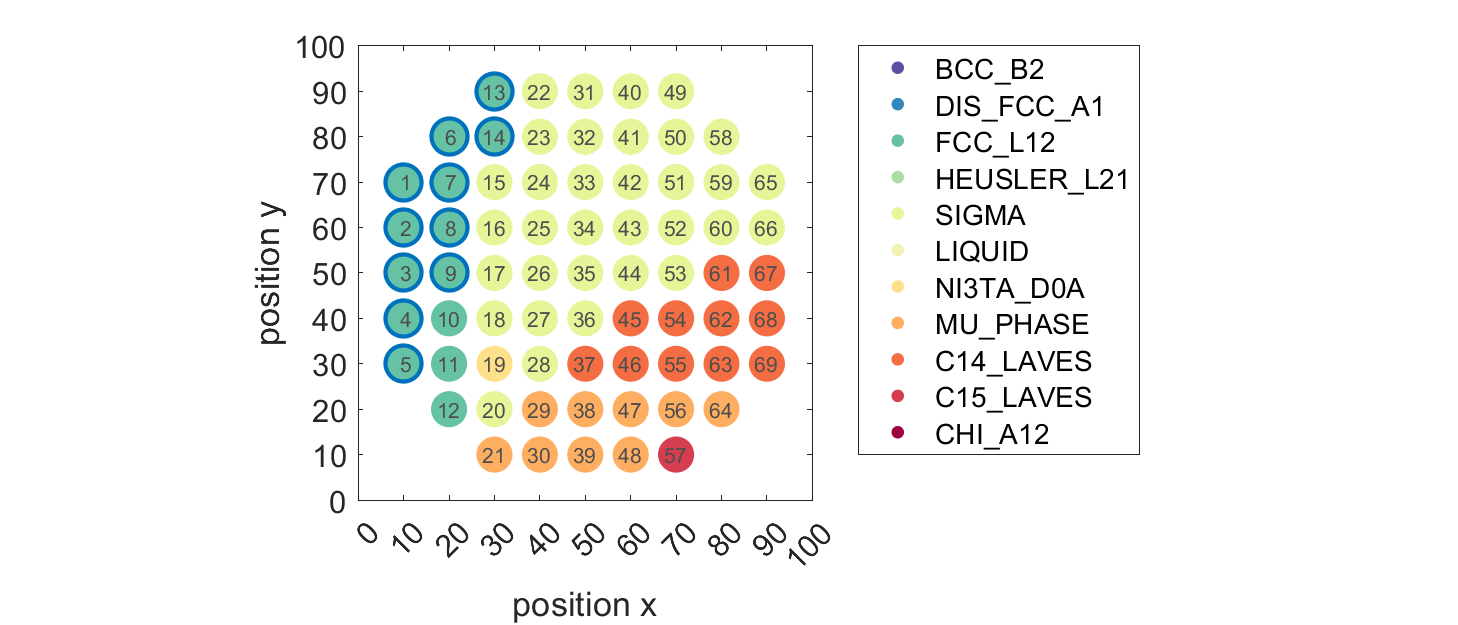 100
90 13 22 31 40 49
80 6 14 23 32 41 50 58
70 1 7 15 24 33 42 51 59 65
60 2 8 16 25 34 43 52 60 66
50 3 9 17 26 35 44 53 61 67
40 4 10 18 27 36 45 54 62 68
30 5 11 19 28 37 46 55 63 69
20 12 20 29 38 47 56 64
10 21 30 39 48 57
0
0 10 20 30 40 50 60 70 80 90 100
position x
position y
BCC_B2
DIS_FCC_A1
FCC_L12
HEUSLER_L21
SIGMA
LIQUID
NI3TA_D0A
MU_PHASE
C14_LAVES
C15_LAVES
CHI_A12